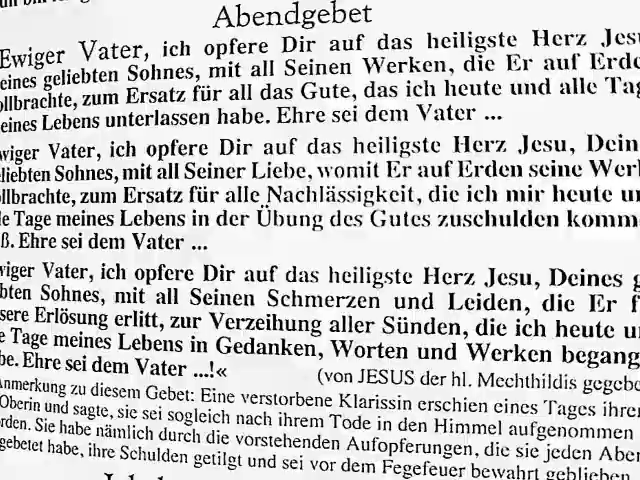 Abendgebet
Ewiger Vater, ich opfere Dir auf das heiligste Herz Jesu
eines geliebten Sohnes, mit all Seinen Werken, die Er auf Erde
ollbrachte, zum Ersatz für all das Gute, das ich heute und alle Tag
eines Lebens unterlassen habe. Ehre sei dem Vater ...
wiger Vater, ich opfere Dir auf das heiligste Herz Jesu, Dein
liebten Sohnes, mit all Seiner Liebe, womit Er auf Erden seine Werk
ollbrachte, zum Ersatz für alle Nachlässigkeit, die ich mir heute un
le Tage meines Lebens in der Übung des Gutes zuschulden komm
ß. Ehre sei dem Vater ...
wiger Vater, ich opfere Dir auf das heiligste Herz Jesu, Deines g
bten Sohnes, mit all Seinen Schmerzen und Leiden, die Er f
sere Erlösung erlitt, zur Verzeihung aller Sünden, die ich heute u
e Tage meines Lebens in Gedanken, Worten und Werken begang
be. Ehre sei dem Vater ...!« (von JESUS der hl. Mechthildis gegebe
Anmerkung zu diesem Gebet: Eine verstorbene Klarissin erschien eines Tages ihrer
Oberin und sagte, sie sei sogleich nach ihrem Tode in den Himmel aufgenommen
rden. Sie habe nämlich durch die vorstehenden Aufopferungen, die sie jeden Aben
gebetet habe, ihre Schulden getilgt und sei vor dem Fegefeuer bewahrt geblieben.